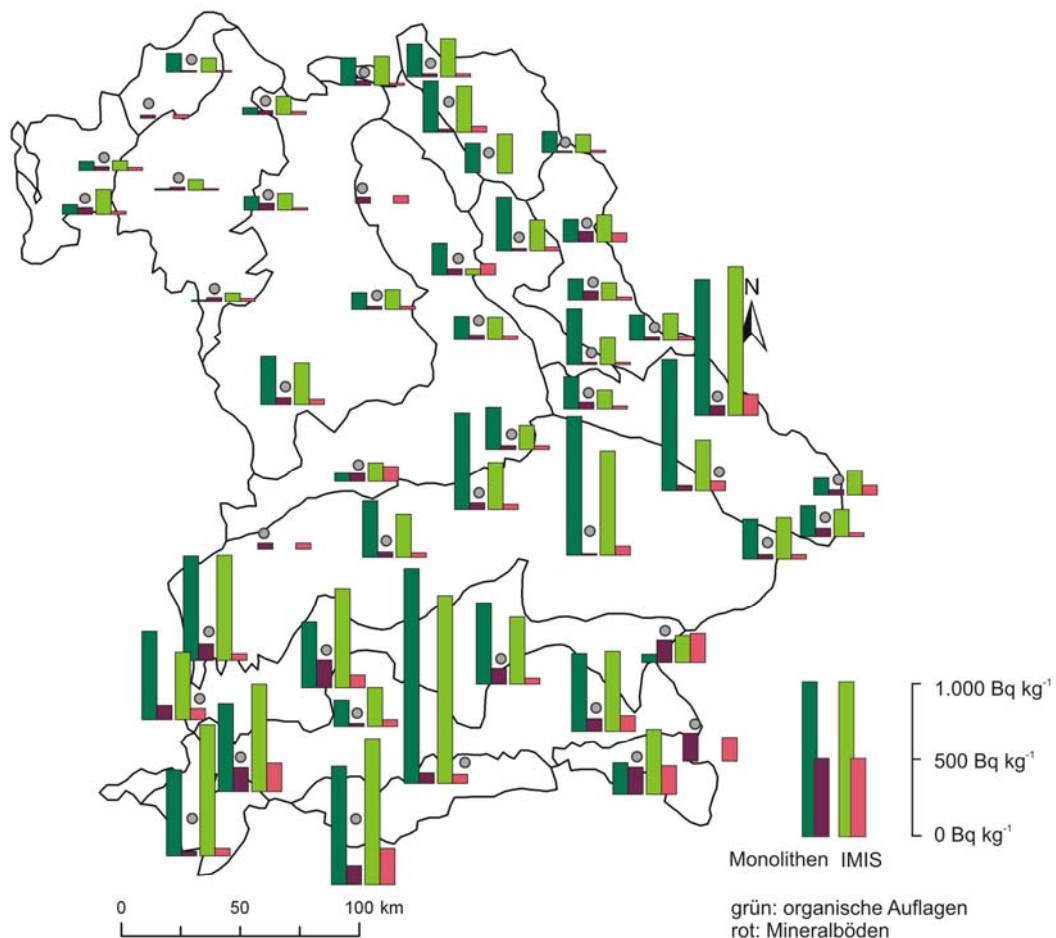 N
1.000 Bq kg⁻¹
500 Bq kg⁻¹
0 Bq kg⁻¹
Monolithen IMIS
grün: organische Auflagen
rot: Mineralböden
0 50 100 km